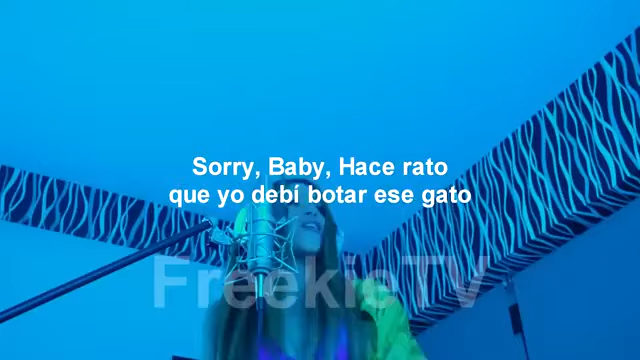 Sorry, Baby, Hace rato
que yo debí botar ese gato
FreekieTV